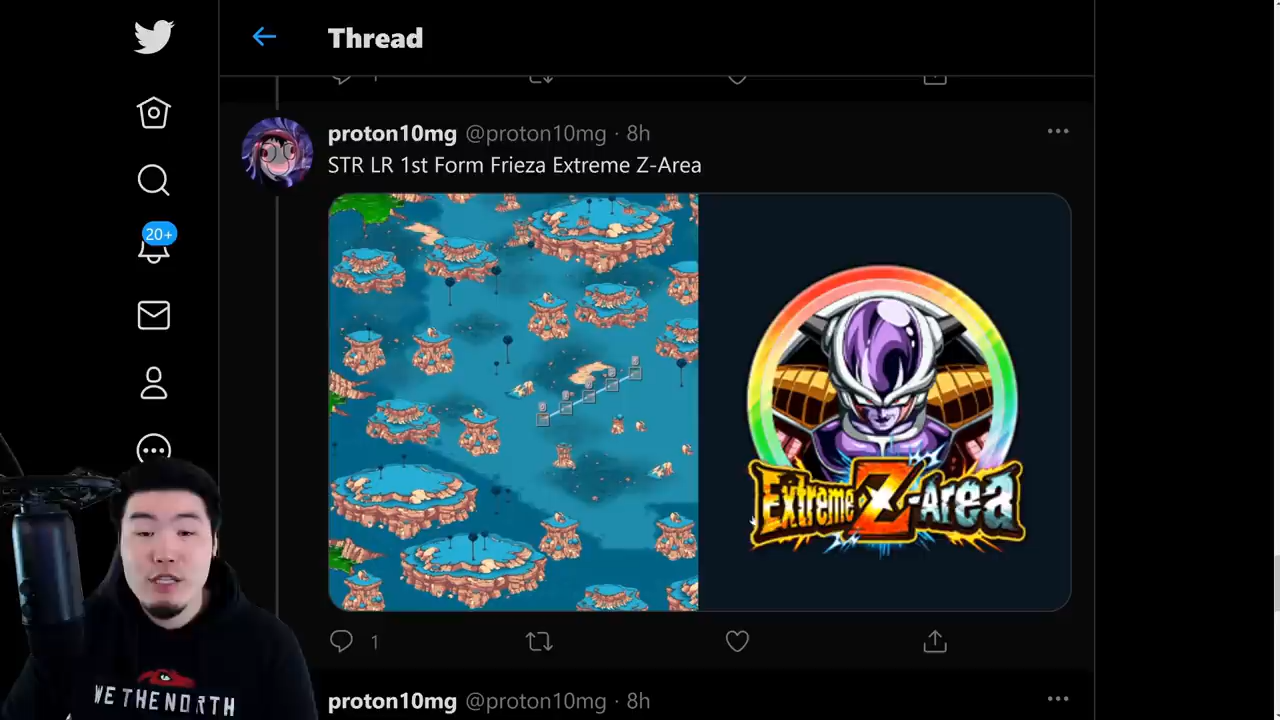 Thread
1
proton10mg @proton10mg · 8h
STR LR 1st Form Frieza Extreme Z-Area
20+
Extreme Z-Area
1
proton10mg @proton10mg · 8h
WE THE NORTH